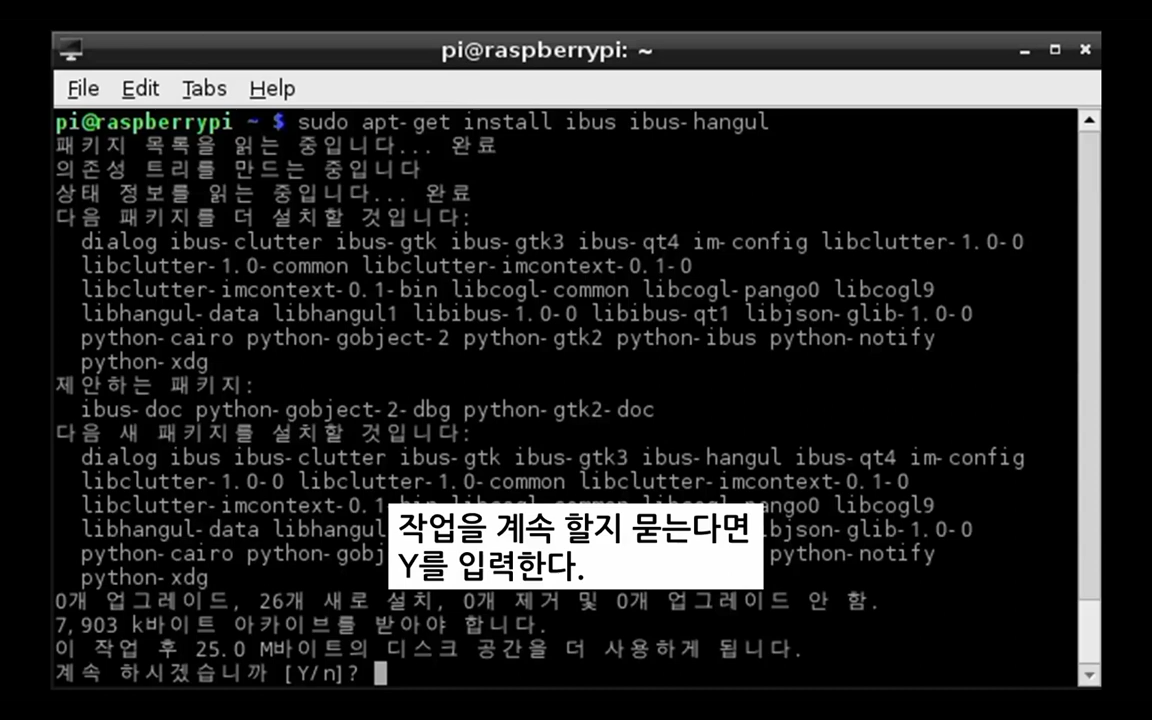 pi@raspberrypi: ~
File Edit Tabs Help
pi@raspberrypi ~ $ sudo apt-get install ibus ibus-hangul
패키지 목록을 읽는 중입니다... 완료
의존성 트리를 만드는 중입니다
상태 정보를 읽는 중입니다... 완료
다음 패키지를 더 설치할 것입니다:
dialog ibus-clutter ibus-gtk ibus-gtk3 ibus-qt4 im-config libclutter-1.0-0
libclutter-1.0-common libclutter-imcontext-0.1-0
libclutter-imcontext-0.1-bin libcogl-common libcogl-pango0 libcogl9
libhangul-data libhangul1 libibus-1.0-0 libibus-qt1 libjson-glib-1.0-0
python-cairo python-gobject-2 python-gtk2 python-ibus python-notify
python-xdg
제안하는 패키지:
ibus-doc python-gobject-2-dbg python-gtk2-doc
다음 새 패키지를 설치할 것입니다:
dialog ibus ibus-clutter ibus-gtk ibus-gtk3 ibus-hangul ibus-qt4 im-config
libclutter-1.0-0 libclutter-1.0-common libclutter-imcontext-0.1-0
libclutter-imcontext-0.1-bin libcogl-common libcogl-pango0 libcogl9
libhangul-data libhangul json-glib-1.0-0
python-cairo python-gobj python-notify
python-xdg
작업을 계속 할지 묻는다면
Y를 입력한다.
0개 업그레이드, 26개 새로 설치, 0개 제거 및 0개 업그레이드 안 함.
7,903 k바이트 아카이브를 받아야 합니다.
이 작업 후 25.0 M바이트의 디스크 공간을 더 사용하게 됩니다.
계속 하시겠습니까 [Y/n]?